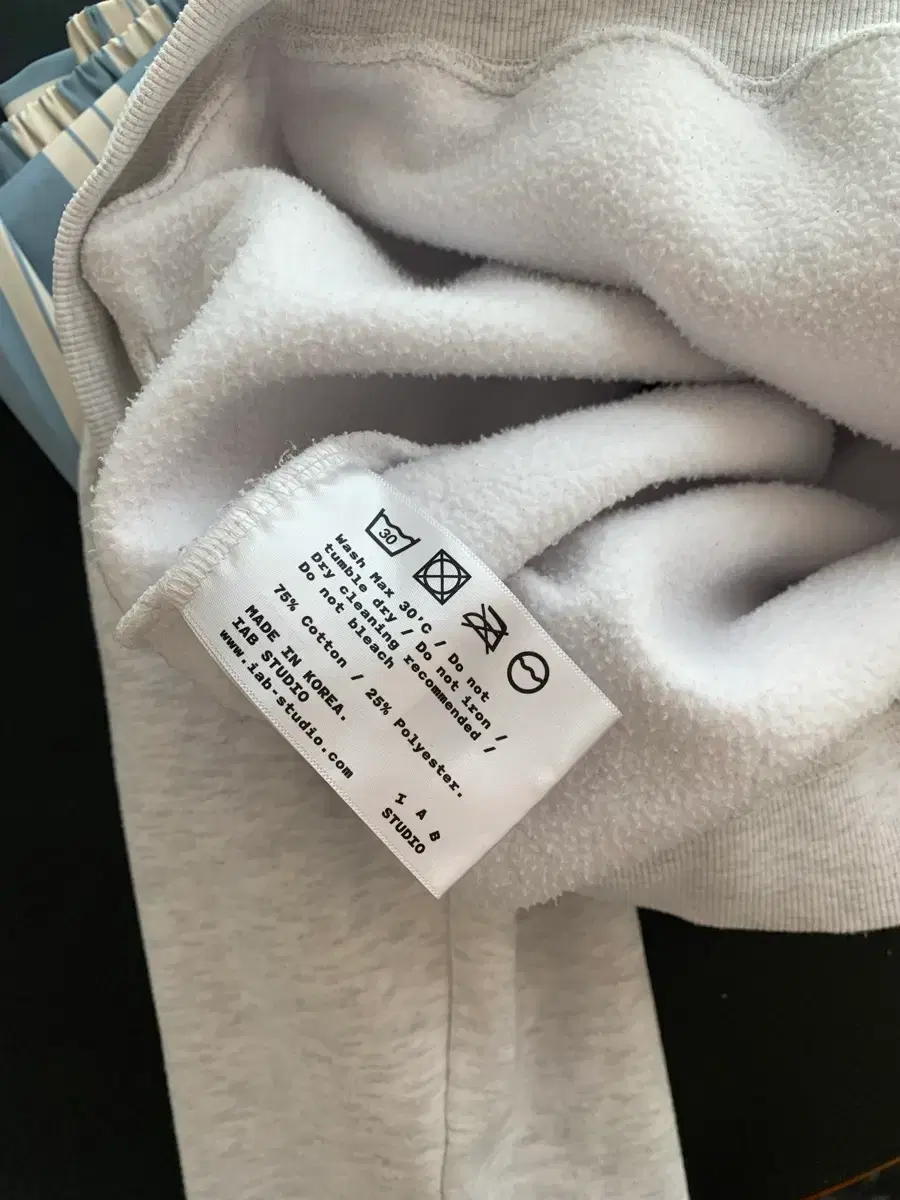 30
Wash Max 30'C / Do not
tumble dry / Do not iron /
Dry cleaning recommended /
Do not bleach
75% Cotton / 25% Polyester.
MADE IN KOREA.
IAB STUDIO
www.iab-studio.com
I A B
STUDIO